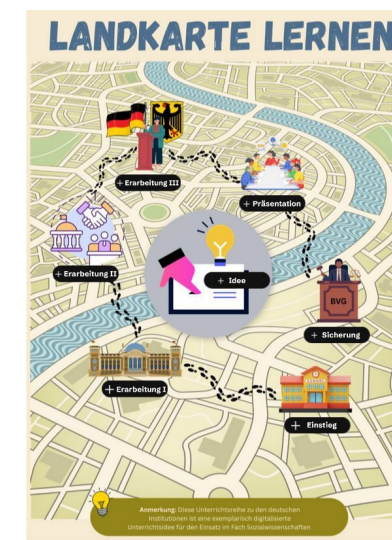 LANDKARTE LERNEN
+ Erarbeitung III
+ Präsentation
+ Erarbeitung II
+ Idee
BVG
+ Sicherung
+ Erarbeitung I
+ Einstieg
Anmerkung: Diese Unterrichtsreihe zu den deutschen
Institutionen ist eine exemplarisch digitalisierte
Unterrichtsidee für den Einsatz im Fach Sozialwissenschaften